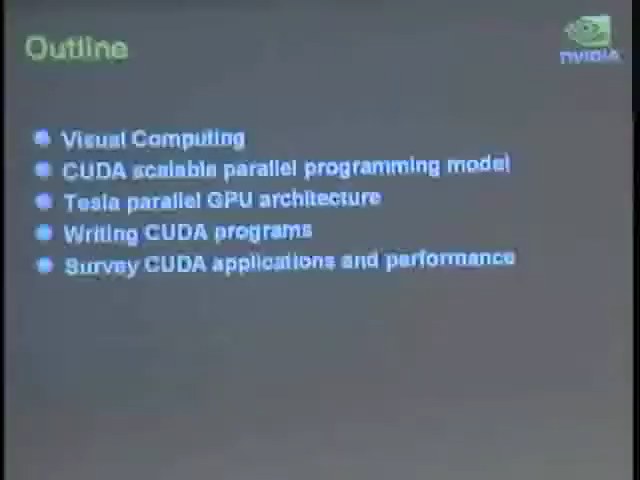 Outline
NVIDIA
Visual Computing
CUDA scalable parallel programming model
Tesla parallel GPU architecture
Writing CUDA programs
Survey CUDA applications and performance